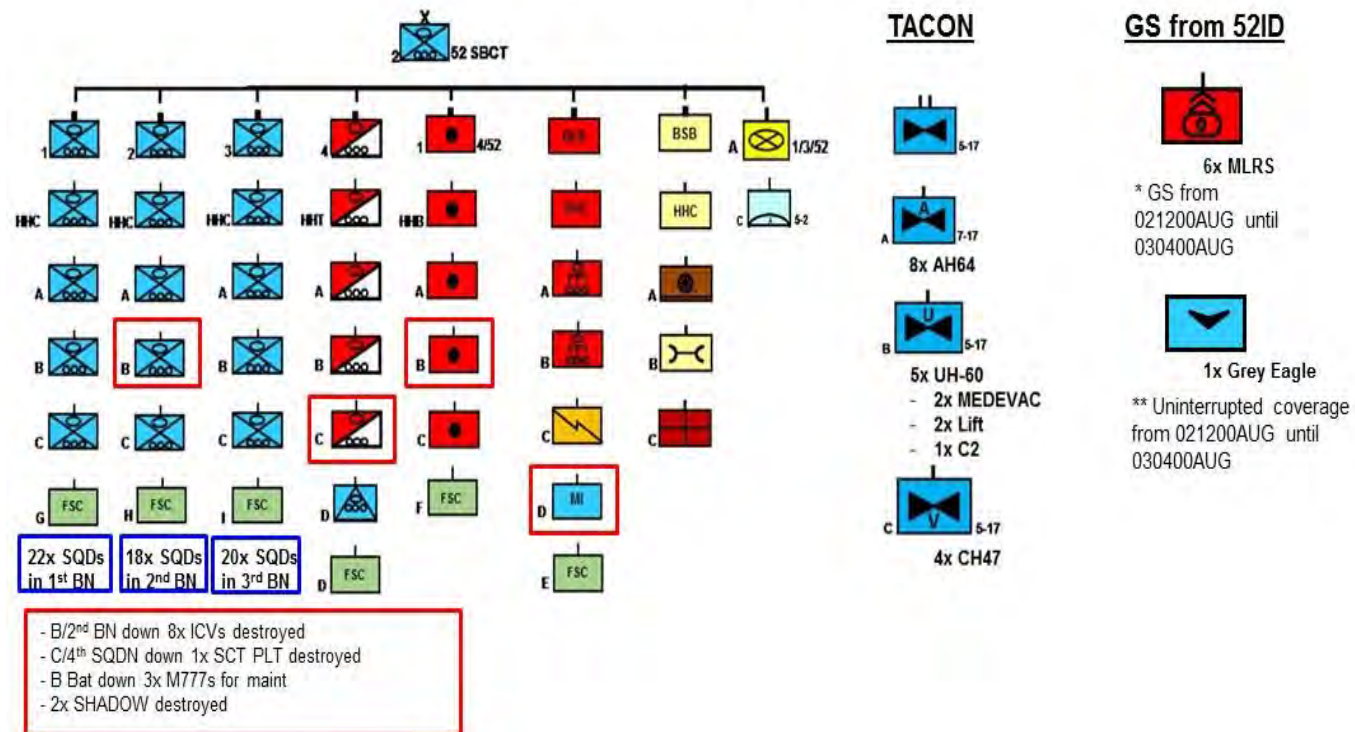 X
2 52 SBCT
TACON
GS from 52ID
1 2 3 4 1 4/52 BEB BSB A 1/3/52
HHC HHC HHC HHT HHB HHC HHC C 5-2
A A A A A A A
B B B B B B B
C C C C C C C
G FSC H FSC I FSC D F FSC D MI
D FSC E FSC
22x SQDs
in 1st BN
18x SQDs
in 2nd BN
20x SQDs
in 3rd BN
- B/2nd BN down 8x ICVs destroyed
- C/4th SQDN down 1x SCT PLT destroyed
- B Bat down 3x M777s for maint
- 2x SHADOW destroyed
5-17
A
A 7-17
8x AH64
U
B 5-17
5x UH-60
- 2x MEDEVAC
- 2x Lift
- 1x C2
C V 5-17
4x CH47
6x MLRS
* GS from
021200AUG until
030400AUG
1x Grey Eagle
** Uninterrupted coverage
from 021200AUG until
030400AUG